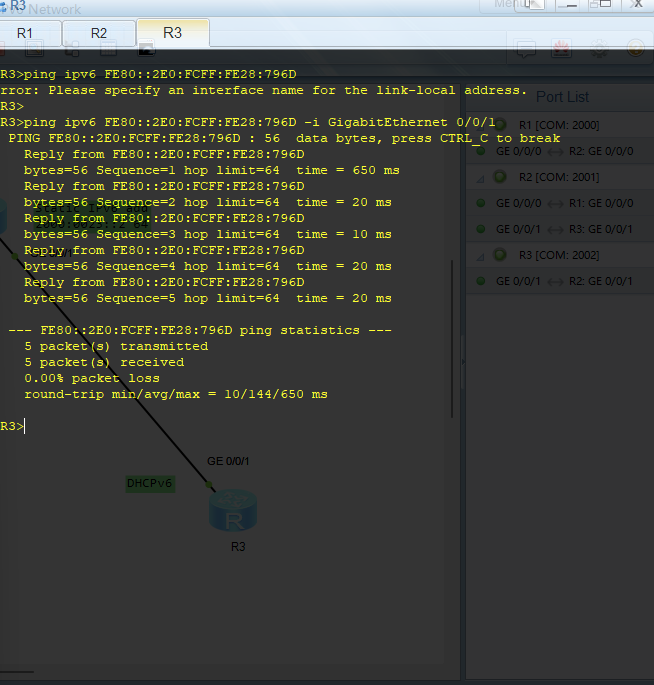 R3
Network
Menu
R1
R2
R3
R3>ping ipv6 FE80::2E0:FCFF:FE28:796D
rror: Please specify an interface name for the link-local address.
R3>
R3>ping ipv6 FE80::2E0:FCFF:FE28:796D -i GigabitEthernet 0/0/1
PING FE80::2E0:FCFF:FE28:796D : 56  data bytes, press CTRL_C to break
Reply from FE80::2E0:FCFF:FE28:796D
bytes=56 Sequence=1 hop limit=64  time = 650 ms
Reply from FE80::2E0:FCFF:FE28:796D
bytes=56 Sequence=2 hop limit=64  time = 20 ms
Reply from FE80::2E0:FCFF:FE28:796D
bytes=56 Sequence=3 hop limit=64  time = 10 ms
Reply from FE80::2E0:FCFF:FE28:796D
bytes=56 Sequence=4 hop limit=64  time = 20 ms
Reply from FE80::2E0:FCFF:FE28:796D
bytes=56 Sequence=5 hop limit=64  time = 20 ms
--- FE80::2E0:FCFF:FE28:796D ping statistics ---
5 packet(s) transmitted
5 packet(s) received
0.00% packet loss
round-trip min/avg/max = 10/144/650 ms
R3>
GE 0/0/1
DHCPv6
R
R3
Port List
R1 [COM: 2000]
GE 0/0/0 R2: GE 0/0/0
R2 [COM: 2001]
GE 0/0/0 R1: GE 0/0/0
GE 0/0/1 R3: GE 0/0/1
R3 [COM: 2002]
GE 0/0/1 R2: GE 0/0/1